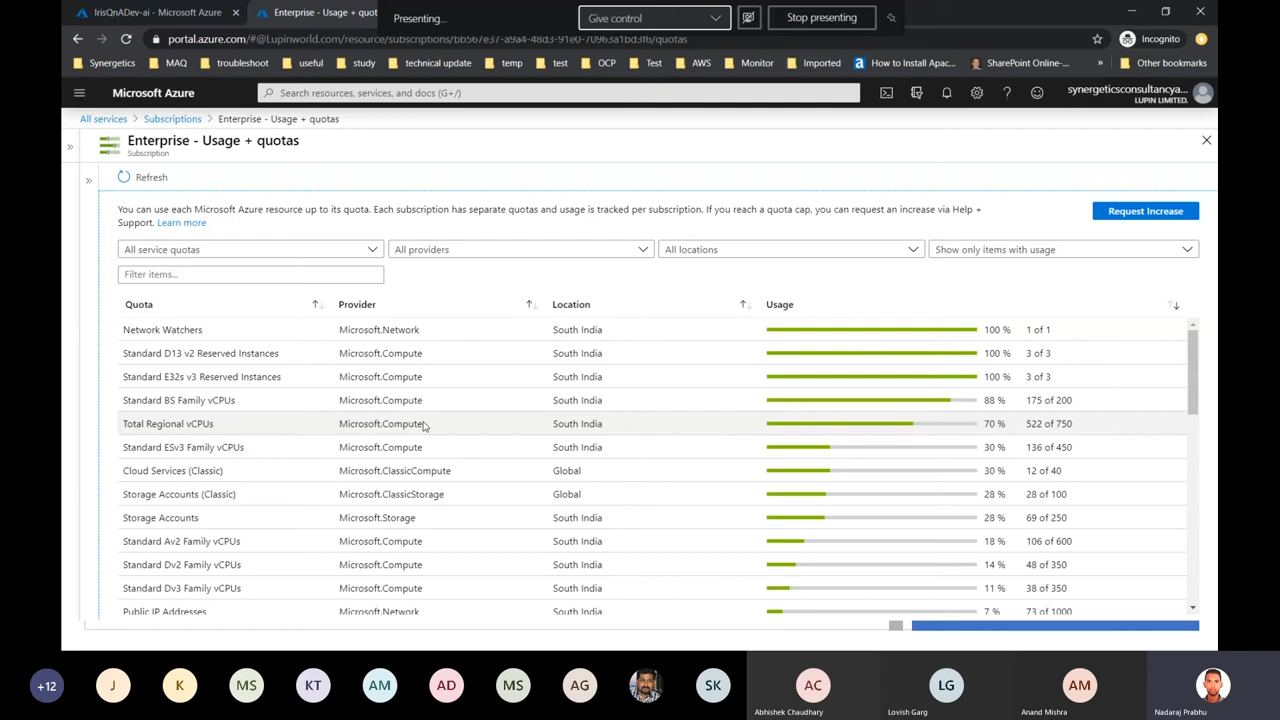 IrisQnADev-ai - Microsoft Azure
Enterprise - Usage + quot
Presenting...
Give control
Stop presenting
portal.azure.com/#@Lupinworld.com/resource/subscriptions/bb567e37-a9a4-48d3-91e0-70963a1bd3f6/quotas
Incognito
Synergetics
MAQ
troubleshoot
useful
study
technical update
temp
test
OCP
Test
AWS
Monitor
Imported
How to Install Apac...
SharePoint Online-...
Other bookmarks
Microsoft Azure
Search resources, services, and docs (G+/)
synergeticsconsultancya...
LUPIN LIMITED.
All services
Subscriptions
Enterprise - Usage + quotas
Enterprise - Usage + quotas
Subscription
Refresh
You can use each Microsoft Azure resource up to its quota. Each subscription has separate quotas and usage is tracked per subscription. If you reach a quota cap, you can request an increase via Help +
Support. Learn more
Request Increase
All service quotas
All providers
All locations
Show only items with usage
Filter items...
Quota Provider Location Usage
Network Watchers Microsoft.Network South India 100 % 1 of 1
Standard D13 v2 Reserved Instances Microsoft.Compute South India 100 % 3 of 3
Standard E32s v3 Reserved Instances Microsoft.Compute South India 100 % 3 of 3
Standard BS Family vCPUs Microsoft.Compute South India 88 % 175 of 200
Total Regional vCPUs Microsoft.Compute South India 70 % 522 of 750
Standard ESv3 Family vCPUs Microsoft.Compute South India 30 % 136 of 450
Cloud Services (Classic) Microsoft.ClassicCompute Global 30 % 12 of 40
Storage Accounts (Classic) Microsoft.ClassicStorage Global 28 % 28 of 100
Storage Accounts Microsoft.Storage South India 28 % 69 of 250
Standard Av2 Family vCPUs Microsoft.Compute South India 18 % 106 of 600
Standard Dv2 Family vCPUs Microsoft.Compute South India 14 % 48 of 350
Standard Dv3 Family vCPUs Microsoft.Compute South India 11 % 38 of 350
Public IP Addresses Microsoft.Network South India 7 % 73 of 1000
+12
J
K
MS
KT
AM
AD
MS
AG
SK
AC
LG
AM
Abhishek Chaudhary
Lovish Garg
Anand Mishra
Nadaraj Prabhu